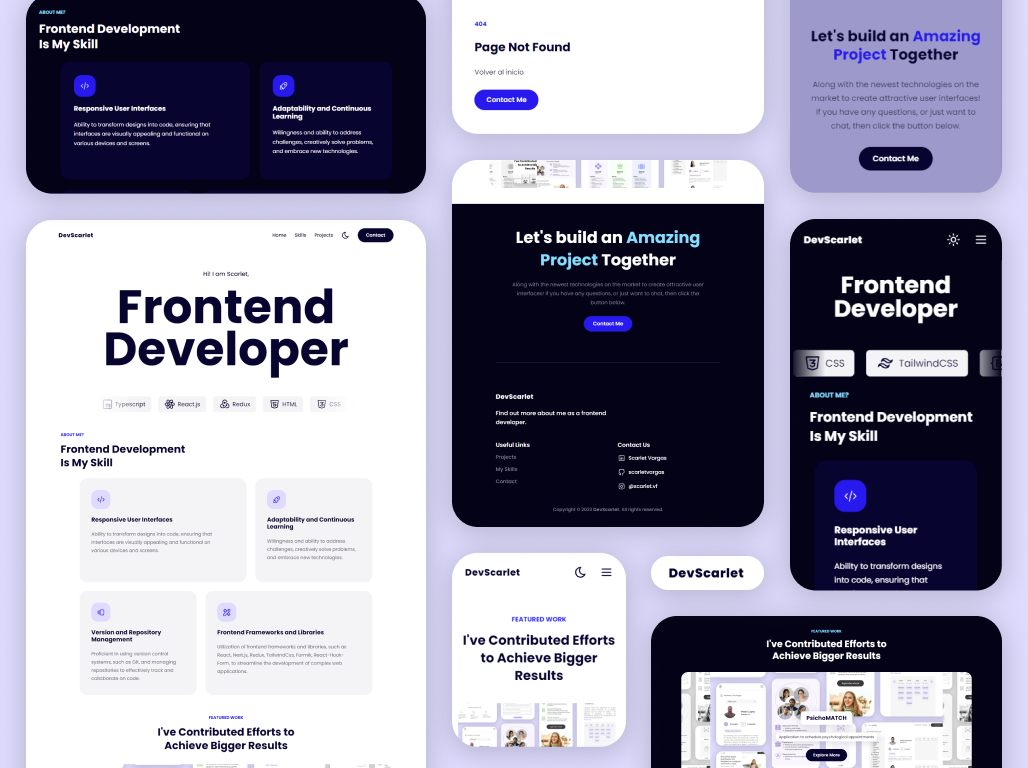 ABOUT ME?
Frontend Development
Is My Skill
Responsive User Interfaces
Ability to transform designs into code, ensuring that
interfaces are visually appealing and functional on
various devices and screens.
Adaptability and Continuous
Learning
Willingness and ability to address
challenges, creatively solve problems,
and embrace new technologies.
404
Page Not Found
Volver al inicio
Contact Me
Let's build an Amazing
Project Together
Along with the newest technologies on the
market to create attractive user interfaces!
If you have any questions, or just want to
chat, then click the button below.
Contact Me
DevScarlet
Home Skills Projects Contact
Hi! I am Scarlet,
Frontend
Developer
Typescript React.js Redux HTML CSS
ABOUT ME?
Frontend Development
Is My Skill
Responsive User Interfaces
Ability to transform designs into code, ensuring that
interfaces are visually appealing and functional on
various devices and screens.
Adaptability and Continuous
Learning
Willingness and ability to address
challenges, creatively solve problems,
and embrace new technologies.
Version and Repository
Management
Proficient in using version control
systems, such as Git, and managing
repositories to effectively track and
collaborate on code.
Frontend Frameworks and Libraries
Utilization of frontend frameworks and libraries, such as
React, Next.js, Redux, TailwindCss, Formik, React-Hook-
Form, to streamline the development of complex web
applications.
FEATURED WORK
I've Contributed Efforts to
Achieve Bigger Results
Let's build an Amazing
Project Together
Along with the newest technologies on the market to create attractive user
interfaces! If you have any questions, or just want to chat, then click the
button below.
Contact Me
DevScarlet
Find out more about me as a frontend
developer.
Useful Links
Projects
My Skills
Contact
Contact Us
Scarlet Vargas
scarletvargas
@scarlet.vf
Copyright © 2023 DevScarlet. All rights reserved.
DevScarlet
Frontend
Developer
CSS TailwindCSS
ABOUT ME?
Frontend Development
Is My Skill
Responsive User
Interfaces
Ability to transform designs
into code, ensuring that
DevScarlet
FEATURED WORK
I've Contributed Efforts
to Achieve Bigger
Results
DevScarlet
FEATURED WORK
I've Contributed Efforts to
Achieve Bigger Results
PsichoMATCH
Application to schedule psychological appointments
Explore More